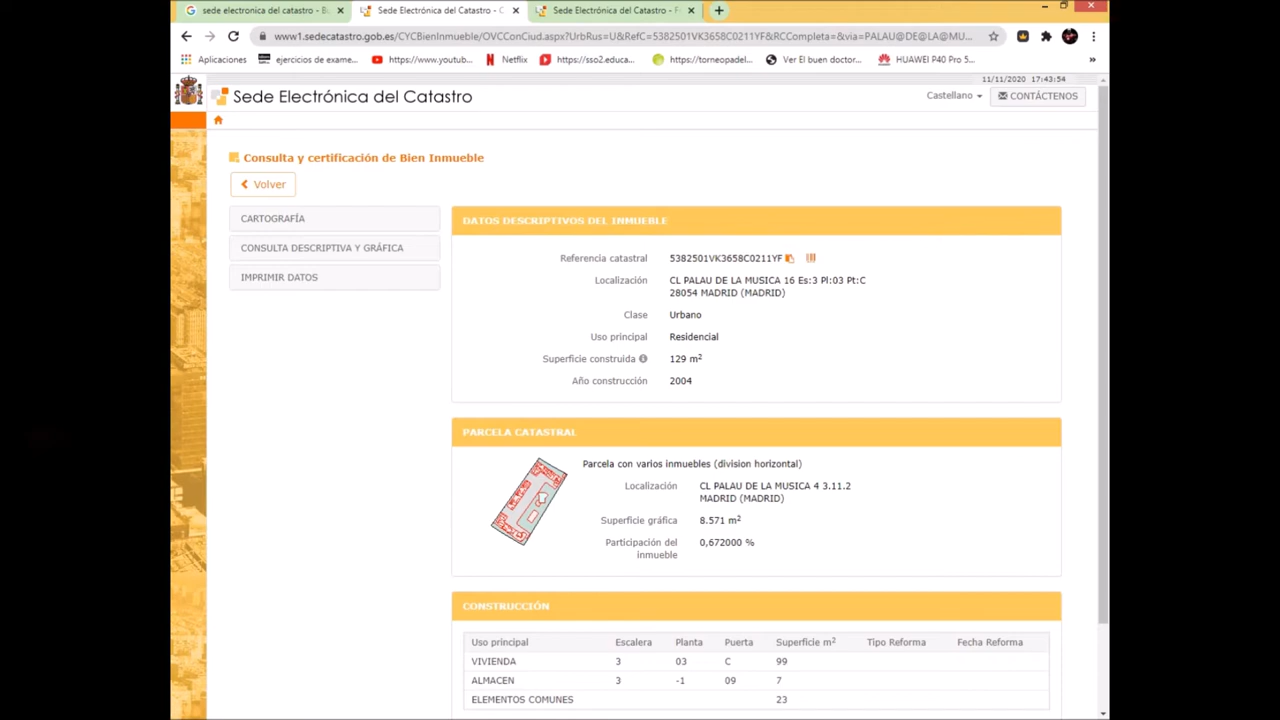 sede electronica del catastro - Bu
Sede Electrónica del Catastro - C
Sede Electrónica del Catastro - F
www1.sedecatastro.gob.es/CYCBienInmueble/OVCConCiud.aspx?UrbRus=U&RefC=5382501VK3658C0211YF&RCCompleta=&via=PALAU@DE@LA@MU...
Aplicaciones
ejercicios de exame...
https://www.youtub...
Netflix
https://sso2.educa...
https://torneopadel...
Ver El buen doctor...
HUAWEI P40 Pro 5...
»
11/11/2020 17:43:54
Sede Electrónica del Catastro
Castellano
CONTÁCTENOS
Consulta y certificación de Bien Inmueble
Volver
CARTOGRAFÍA
CONSULTA DESCRIPTIVA Y GRÁFICA
IMPRIMIR DATOS
DATOS DESCRIPTIVOS DEL INMUEBLE
Referencia catastral 5382501VK3658C0211YF
Localización CL PALAU DE LA MUSICA 16 Es:3 Pl:03 Pt:C
28054 MADRID (MADRID)
Clase Urbano
Uso principal Residencial
Superficie construida 129 m²
Año construcción 2004
PARCELA CATASTRAL
Parcela con varios inmuebles (division horizontal)
Localización CL PALAU DE LA MUSICA 4 3.11.2
MADRID (MADRID)
Superficie gráfica 8.571 m²
Participación del 0,672000 %
inmueble
CONSTRUCCIÓN
Uso principal Escalera Planta Puerta Superficie m² Tipo Reforma Fecha Reforma
VIVIENDA 3 03 C 99
ALMACEN 3 -1 09 7
ELEMENTOS COMUNES 23